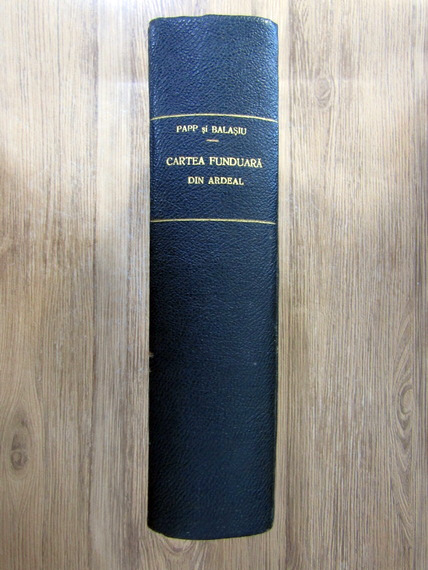 PAPP și BALAȘIU
CARTEA FUNDUARĂ
DIN ARDEAL